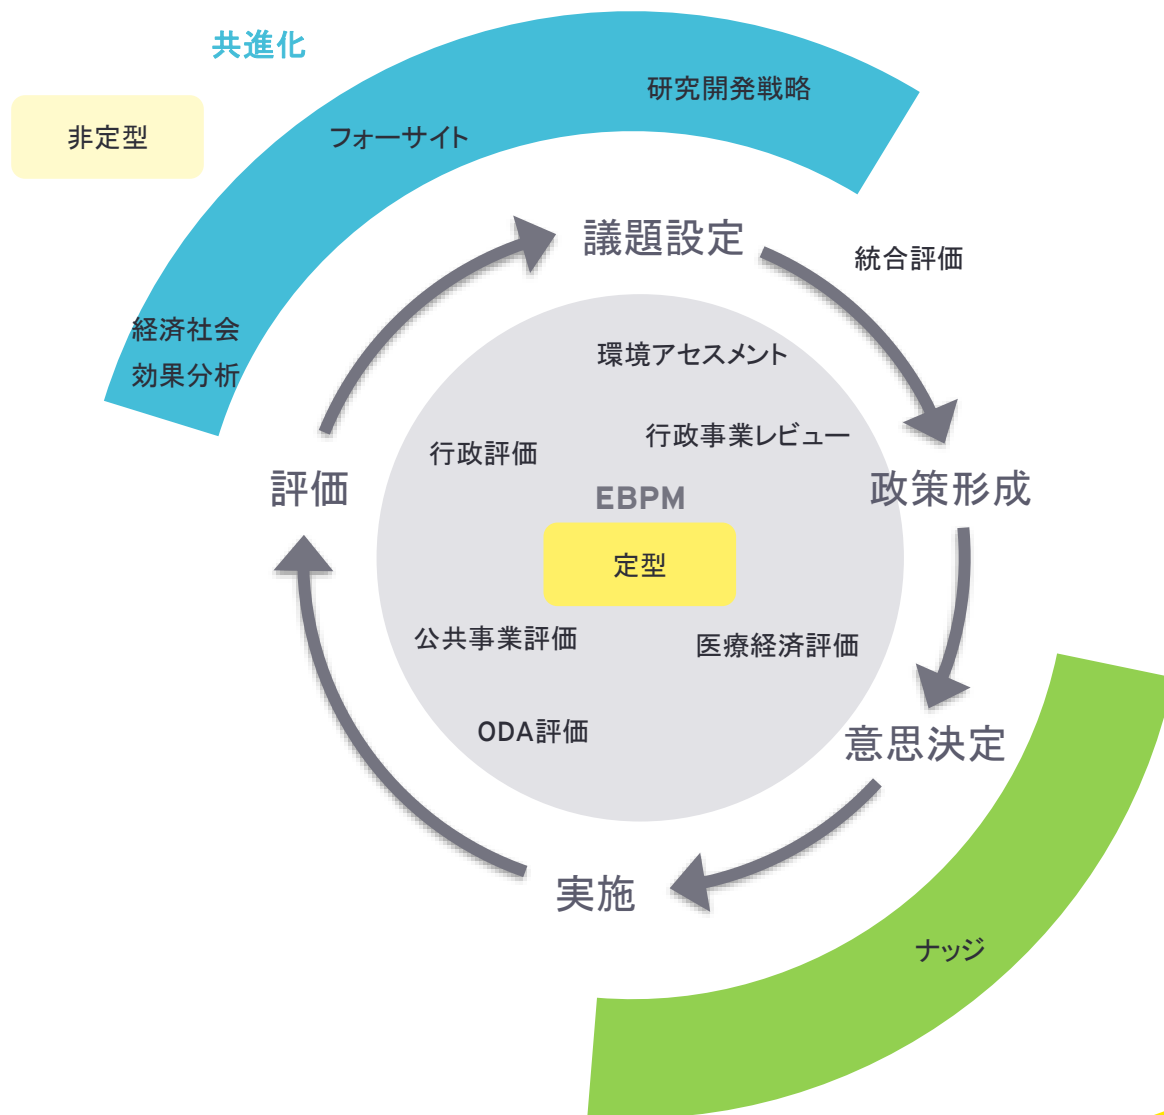 共進化
研究開発戦略
非定型
フォーサイト
議題設定
統合評価
経済社会
効果分析
環境アセスメント
行政事業レビュー
行政評価
評価
EBPM
政策形成
定型
公共事業評価
医療経済評価
ODA評価
意思決定
実施
ナッジ